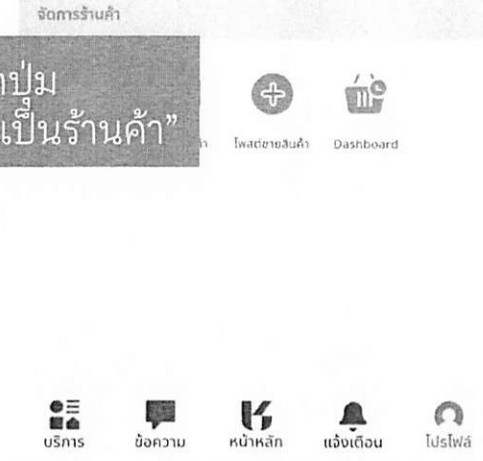 จัดการร้านค้า
ปุ่ม
เป็นร้านค้า”
โพสต์ขายสินค้า Dashboard
บริการ ข้อความ หน้าหลัก แจ้งเตือน โปรไฟล์